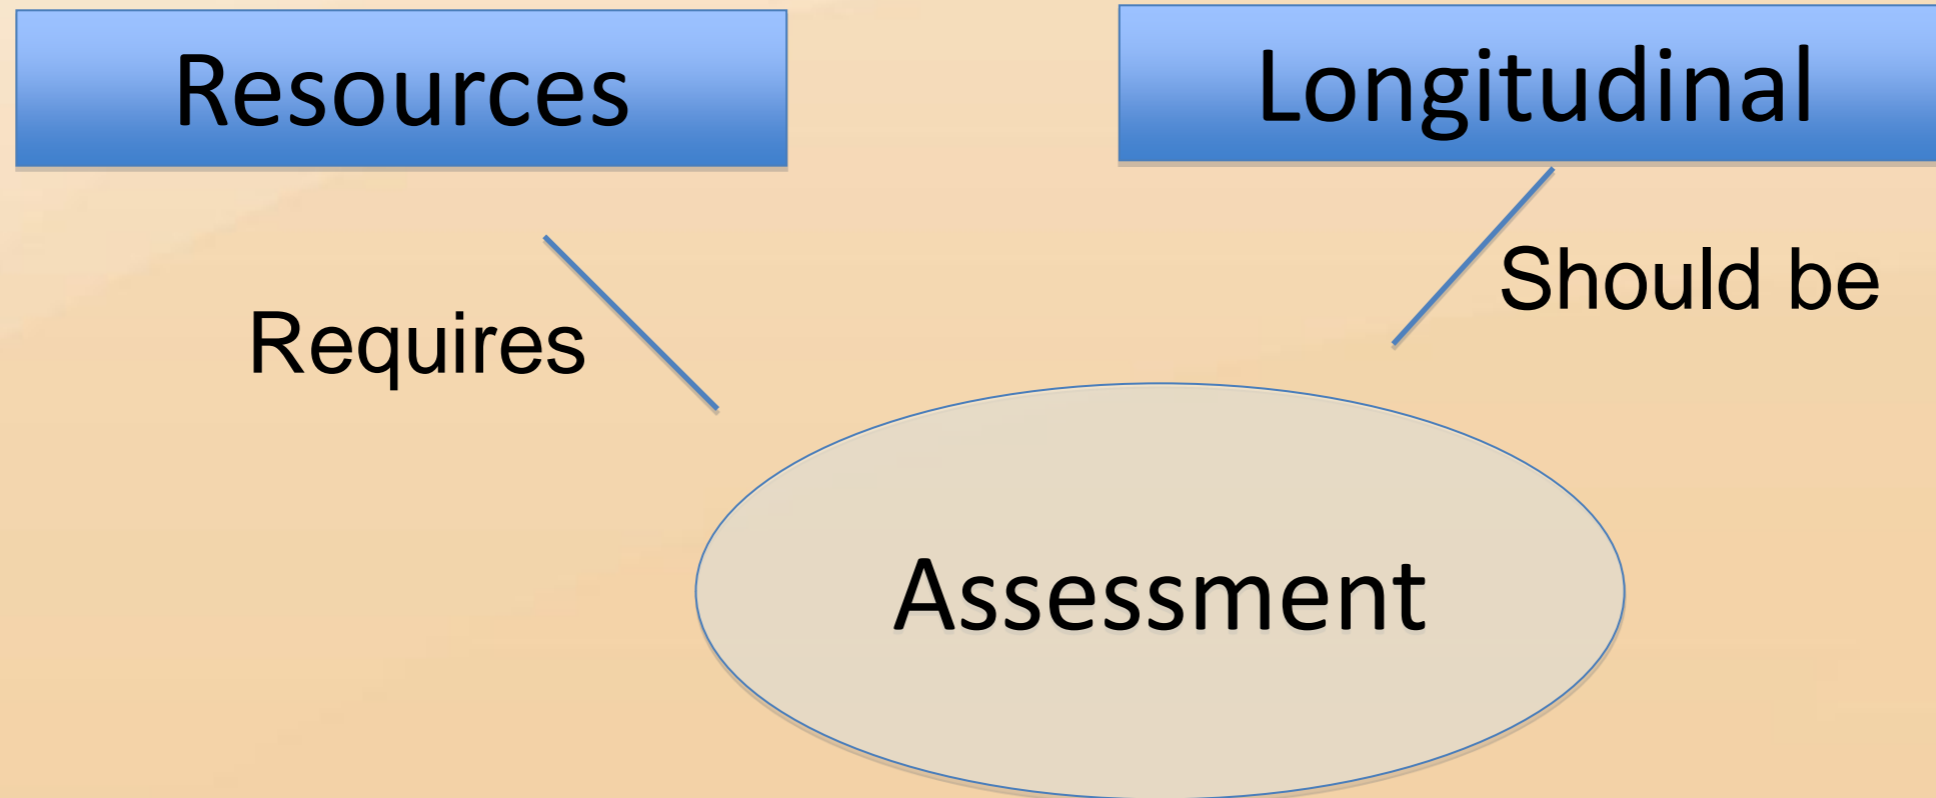 Resources
Longitudinal
Requires
Should be
Assessment